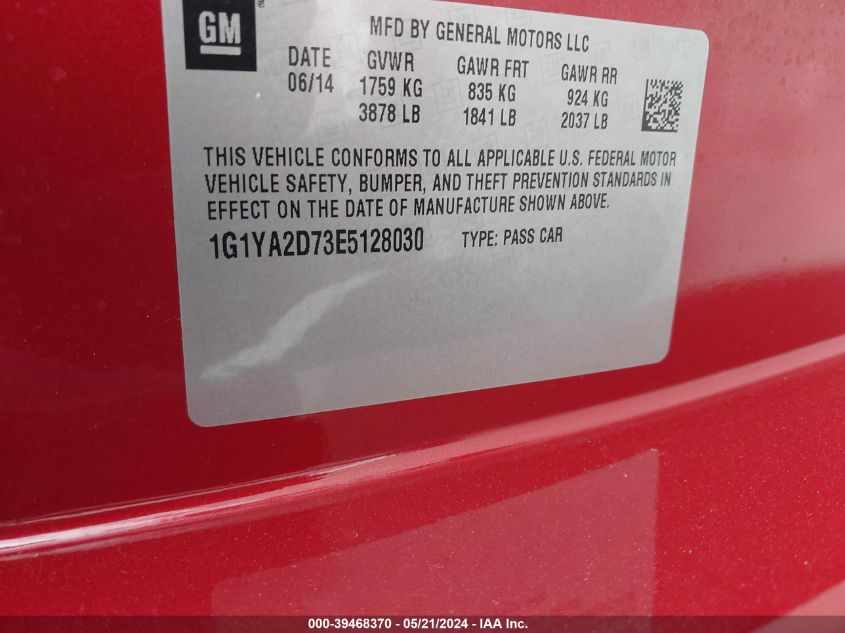 GM
®
MFD BY GENERAL MOTORS LLC
DATE GVWR GAWR FRT GAWR RR
06/14 1759 KG 835 KG 924 KG
3878 LB 1841 LB 2037 LB
THIS VEHICLE CONFORMS TO ALL APPLICABLE U.S. FEDERAL MOTOR
VEHICLE SAFETY, BUMPER, AND THEFT PREVENTION STANDARDS IN
EFFECT ON THE DATE OF MANUFACTURE SHOWN ABOVE.
1G1YA2D73E5128030 TYPE: PASS CAR
000-39468370 - 05/21/2024 - IAA Inc.